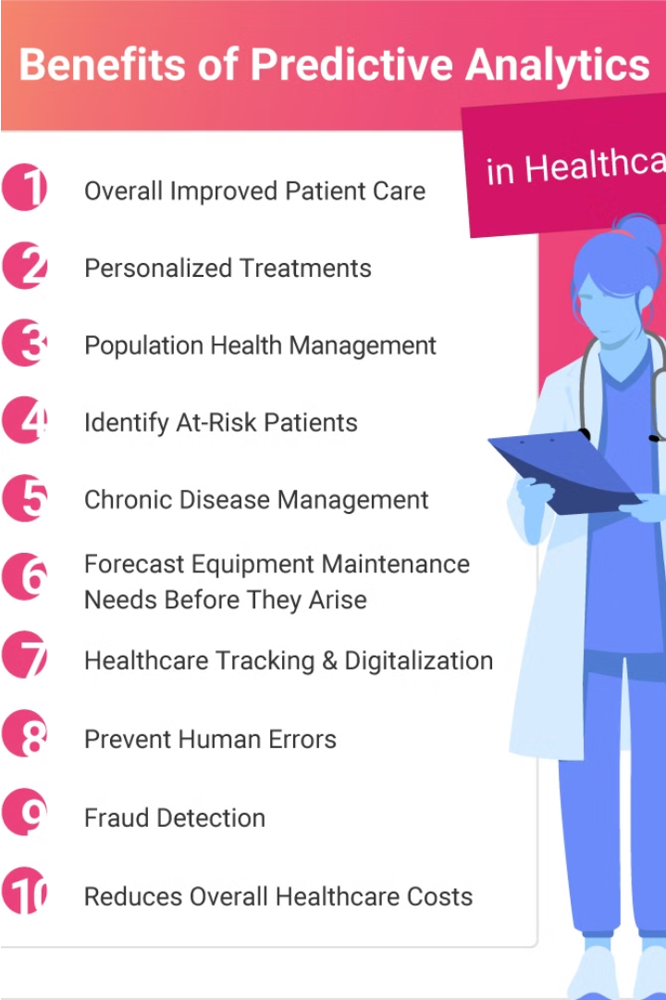 Benefits of Predictive Analytics
in Healthca
1
Overall Improved Patient Care
2
Personalized Treatments
3
Population Health Management
4
Identify At-Risk Patients
5
Chronic Disease Management
6
Forecast Equipment Maintenance
Needs Before They Arise
7
Healthcare Tracking & Digitalization
8
Prevent Human Errors
9
Fraud Detection
10
Reduces Overall Healthcare Costs